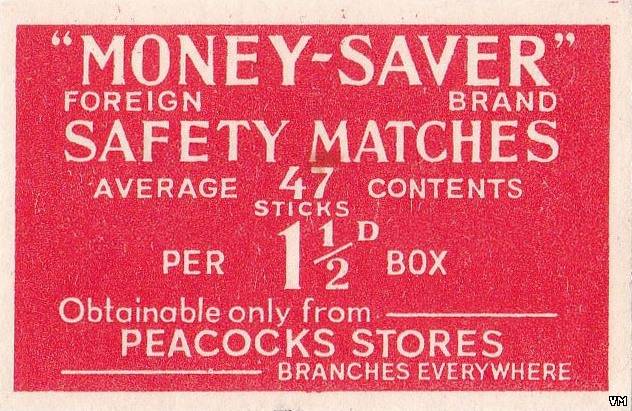 "MONEY-SAVER"
FOREIGN BRAND
SAFETY MATCHES
AVERAGE 47 CONTENTS
STICKS
PER 1½D BOX
Obtainable only from
PEACOCKS STORES
BRANCHES EVERYWHERE
VM